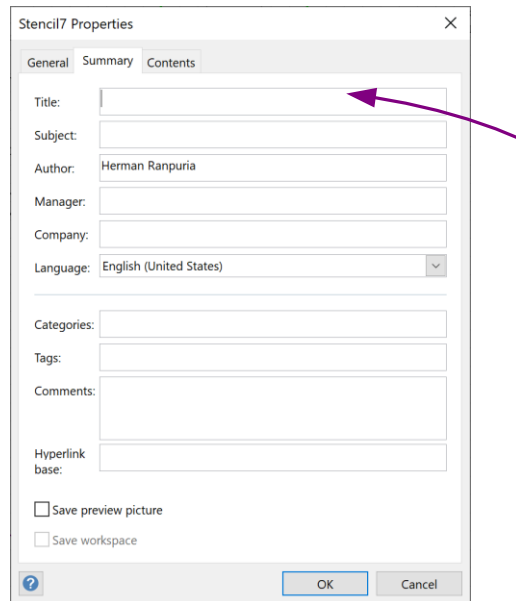 Stencil7 Properties
General Summary Contents
Title:
Subject:
Author: Herman Ranpuria
Manager:
Company:
Language: English (United States)
Categories:
Tags:
Comments:
Hyperlink
base:
Save preview picture
Save workspace
? OK Cancel